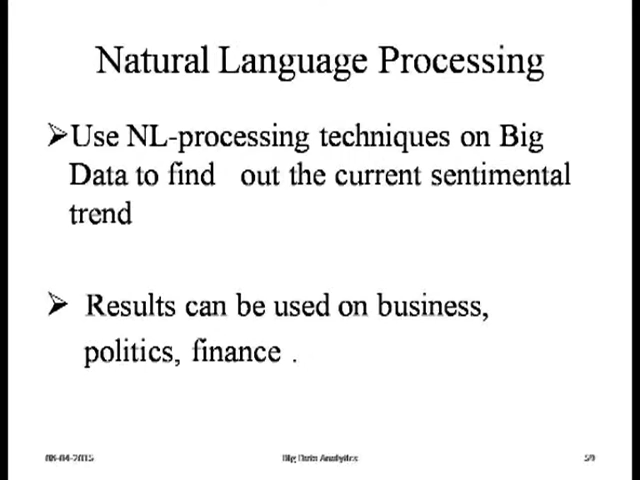 Natural Language Processing
➢Use NL-processing techniques on Big
Data to find out the current sentimental
trend
➢ Results can be used on business,
politics, finance .
08-04-2015 Big Data Analytics 59